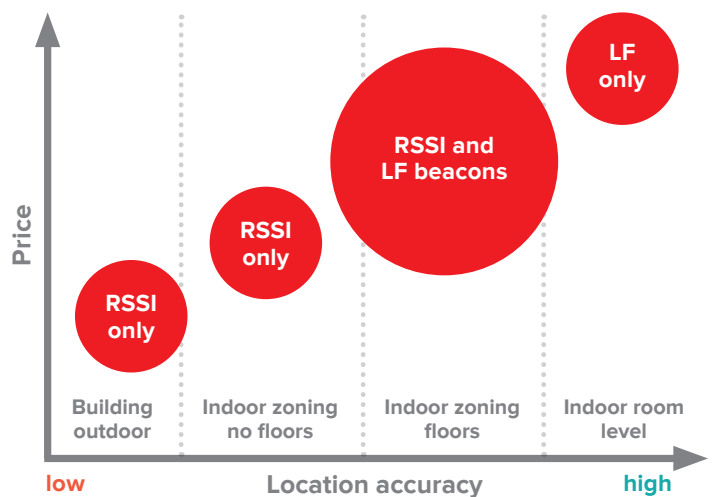 LF
only
RSSI and
LF beacons
RSSI
only
RSSI
only
Price
Building
outdoor
Indoor zoning
no floors
Indoor zoning
floors
Indoor room
level
low
Location accuracy
high